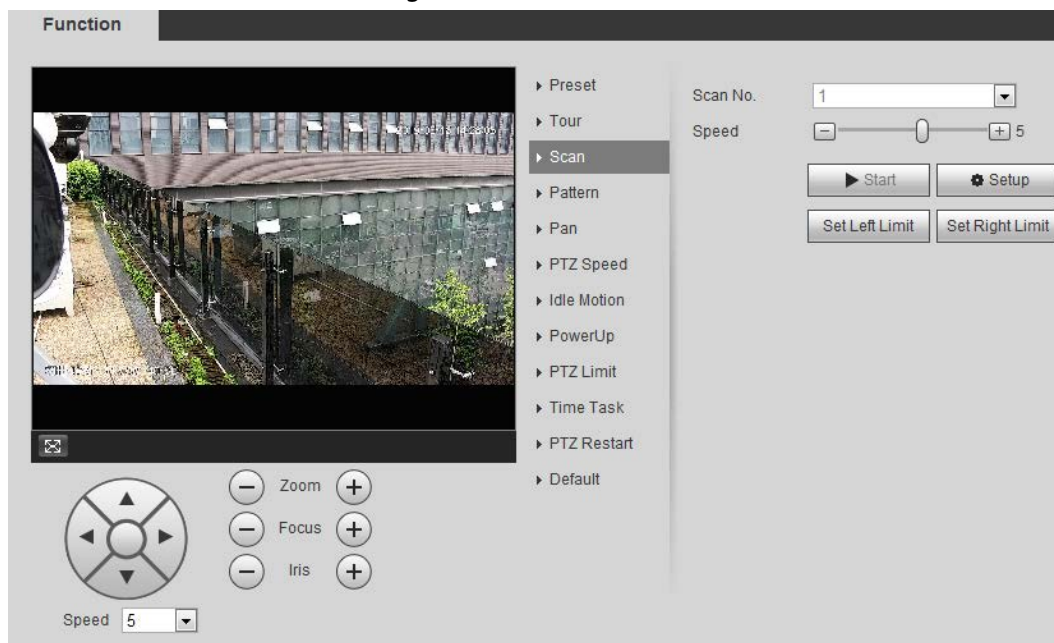 Function
Preset
Tour
Scan
Pattern
Pan
PTZ Speed
Idle Motion
PowerUp
PTZ Limit
Time Task
PTZ Restart
Default
Scan No. 1
Speed 5
Start Setup
Set Left Limit Set Right Limit
Zoom
Focus
Iris
Speed 5